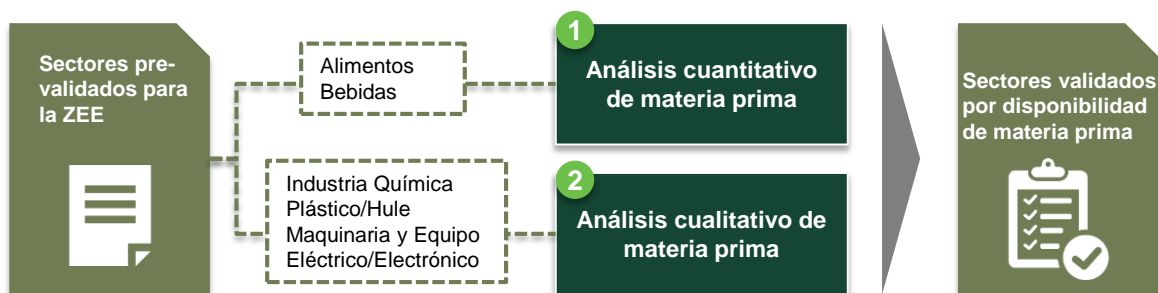 Sectores pre-
validados para
la ZEE
Alimentos
Bebidas
Industria Química
Plástico/Hule
Maquinaria y Equipo
Eléctrico/Electrónico
1
Análisis cuantitativo
de materia prima
2
Análisis cualitativo de
materia prima
Sectores validados
por disponibilidad
de materia prima